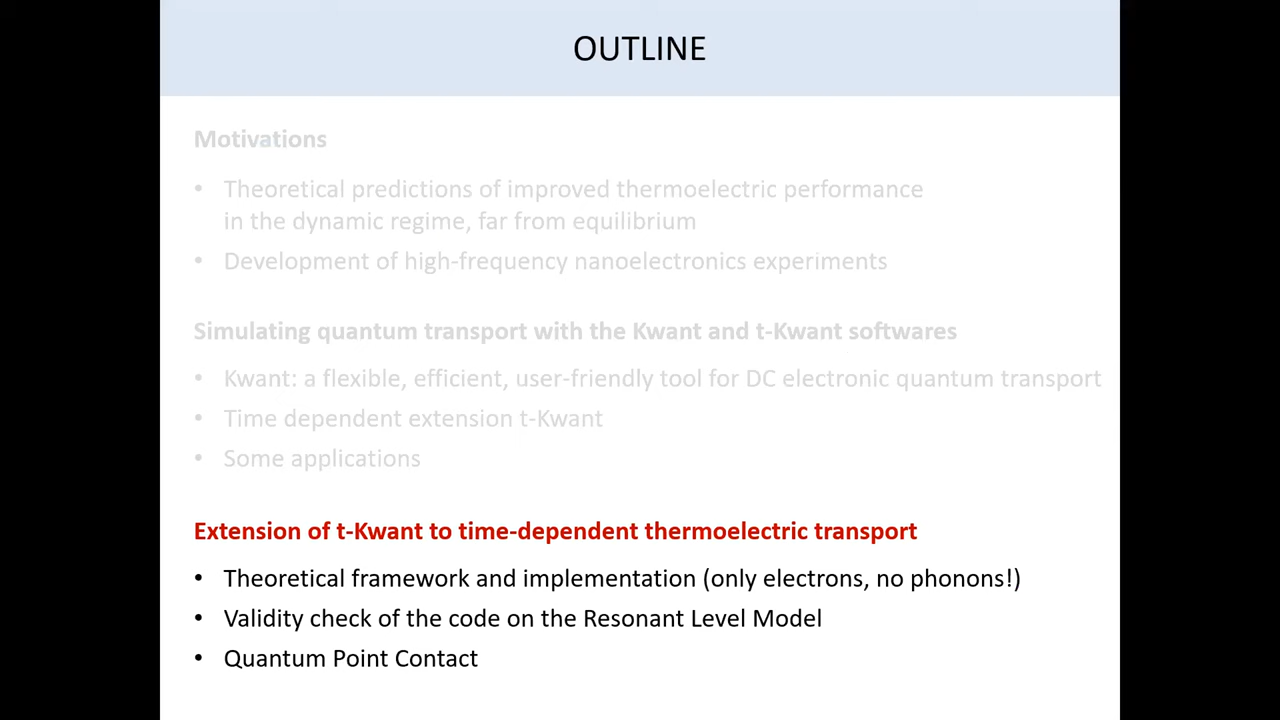 OUTLINE
Motivations
• Theoretical predictions of improved thermoelectric performance
in the dynamic regime, far from equilibrium
• Development of high-frequency nanoelectronics experiments
Simulating quantum transport with the Kwant and t-Kwant softwares
• Kwant: a flexible, efficient, user-friendly tool for DC electronic quantum transport
• Time dependent extension t-Kwant
• Some applications
Extension of t-Kwant to time-dependent thermoelectric transport
• Theoretical framework and implementation (only electrons, no phonons!)
• Validity check of the code on the Resonant Level Model
• Quantum Point Contact